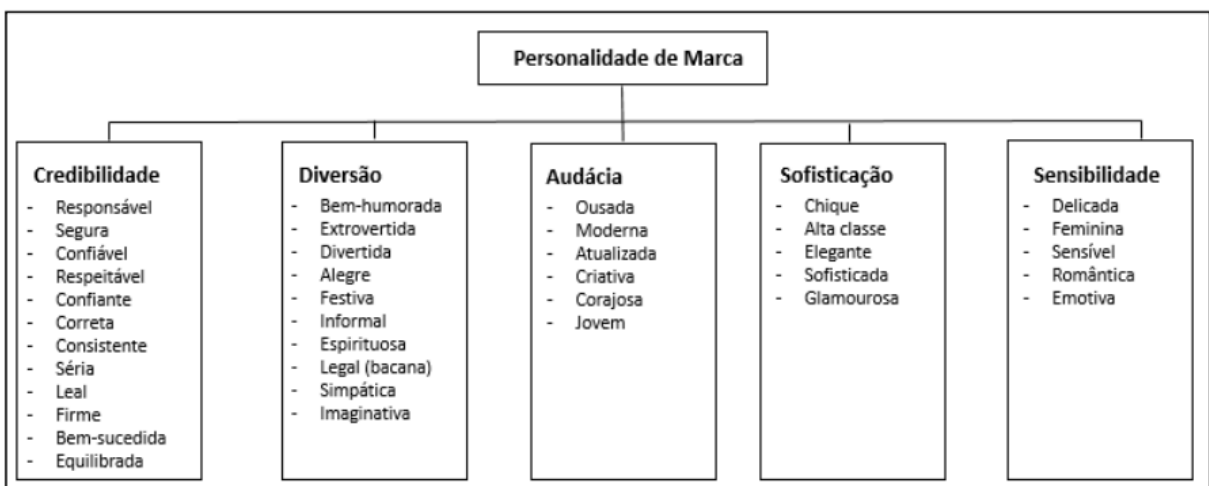 Personalidade de Marca
Credibilidade
- Responsável
- Segura
- Confiável
- Respeitável
- Confiante
- Correta
- Consistente
- Séria
- Leal
- Firme
- Bem-sucedida
- Equilibrada
Diversão
- Bem-humorada
- Extrovertida
- Divertida
- Alegre
- Festiva
- Informal
- Espirituosa
- Legal (bacana)
- Simpática
- Imaginativa
Audácia
- Ousada
- Moderna
- Atualizada
- Criativa
- Corajosa
- Jovem
Sofisticação
- Chique
- Alta classe
- Elegante
- Sofisticada
- Glamourosa
Sensibilidade
- Delicada
- Feminina
- Sensível
- Romântica
- Emotiva